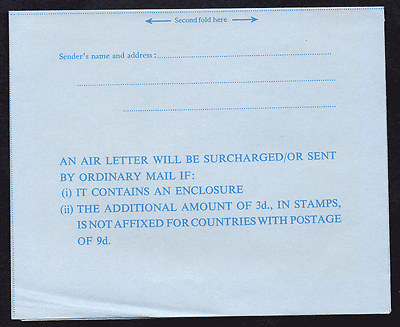 Second fold here
Sender's name and address:
AN AIR LETTER WILL BE SURCHARGED/OR SENT
BY ORDINARY MAIL IF:
(i) IT CONTAINS AN ENCLOSURE
(ii) THE ADDITIONAL AMOUNT OF 3d., IN STAMPS,
IS NOT AFFIXED FOR COUNTRIES WITH POSTAGE
OF 9d.